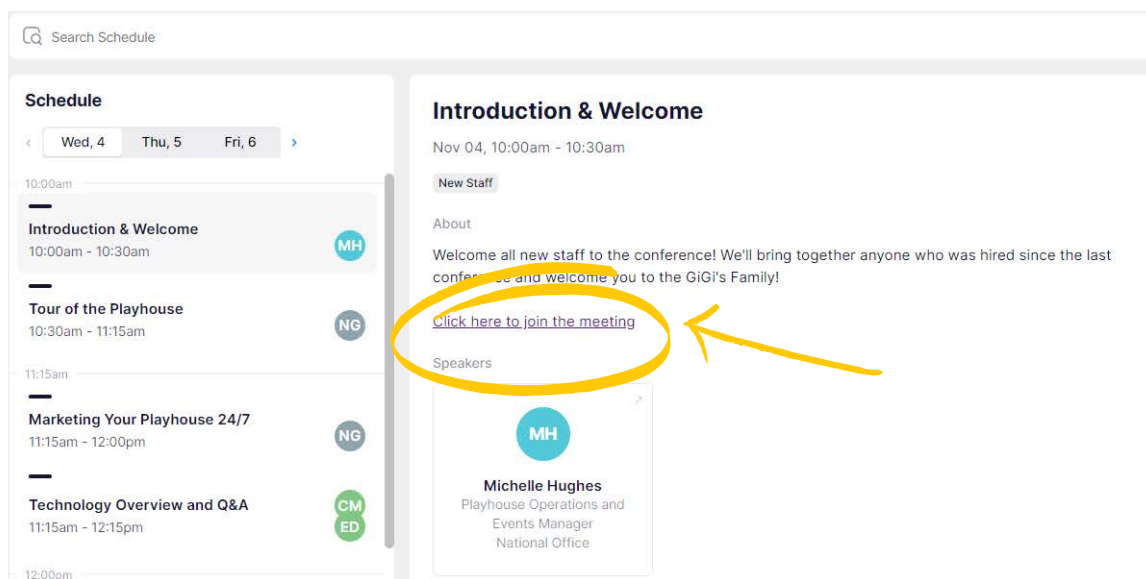 Search Schedule
Schedule
Wed, 4 Thu, 5 Fri, 6
10:00am
Introduction & Welcome
10:00am - 10:30am
MH
Tour of the Playhouse
10:30am - 11:15am
NG
11:15am
Marketing Your Playhouse 24/7
11:15am - 12:00pm
NG
Technology Overview and Q&A
11:15am - 12:15pm
CM
ED
12:00pm
Introduction & Welcome
Nov 04, 10:00am - 10:30am
New Staff
About
Welcome all new staff to the conference! We'll bring together anyone who was hired since the last
conference and welcome you to the GiGi's Family!
Click here to join the meeting
Speakers
MH
Michelle Hughes
Playhouse Operations and
Events Manager
National Office